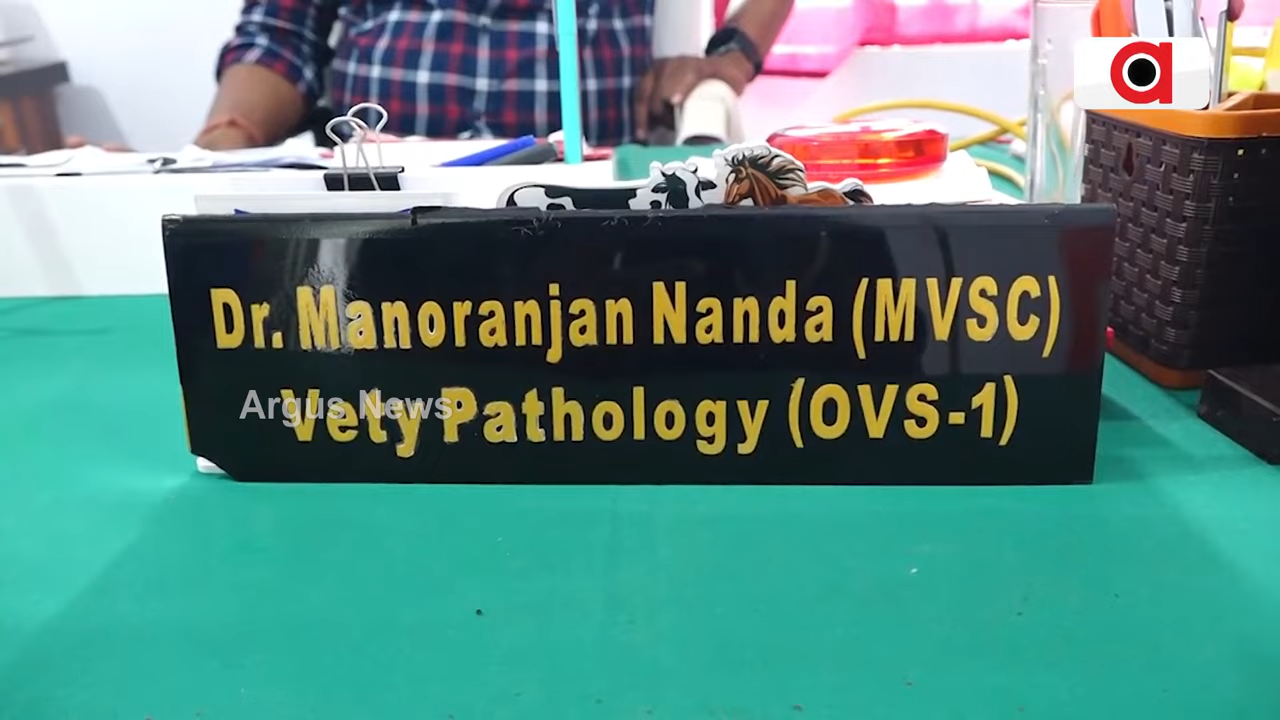 a
Dr. Manoranjan Nanda (MVSC)
Argus News
Vety Pathology (OVS-1)